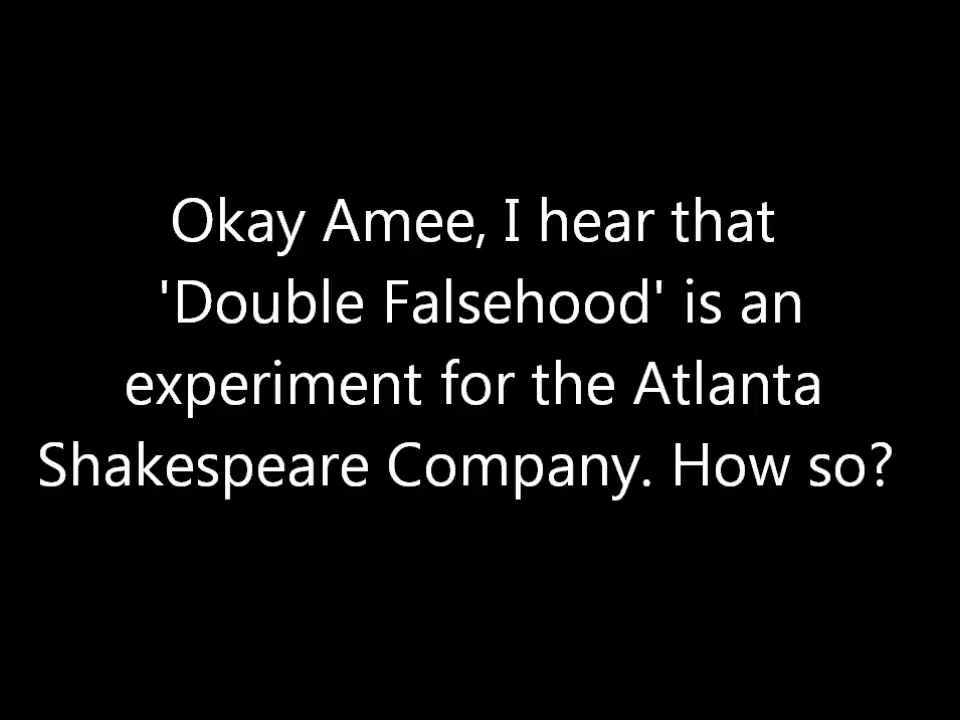 Okay Amee, I hear that
'Double Falsehood' is an
experiment for the Atlanta
Shakespeare Company. How so?